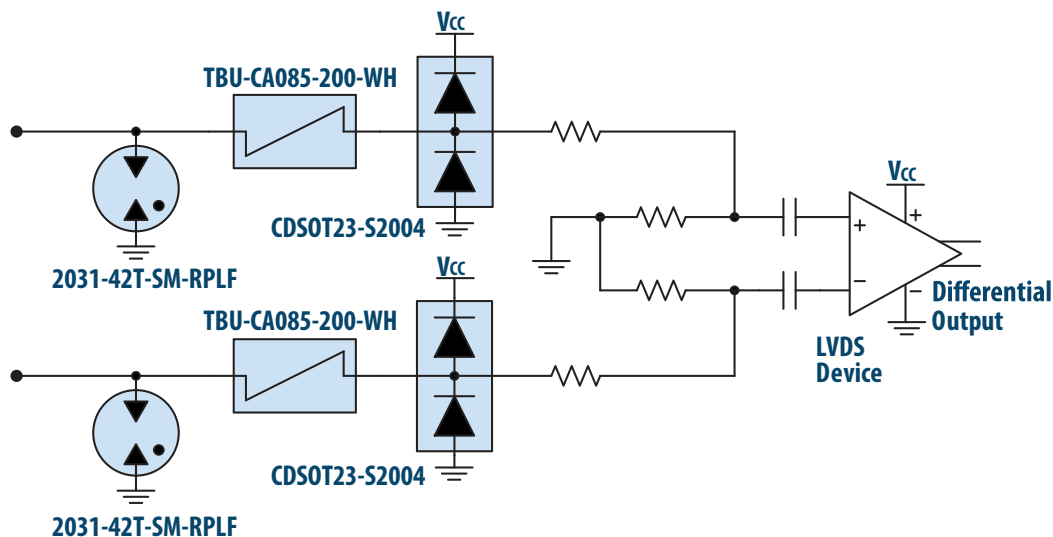 Vcc
TBU-CA085-200-WH
CDSOT23-S2004
2031-42T-SM-RPLF
Vcc
TBU-CA085-200-WH
CDSOT23-S2004
2031-42T-SM-RPLF
Vcc
+
+
−
−
Differential
Output
LVDS
Device